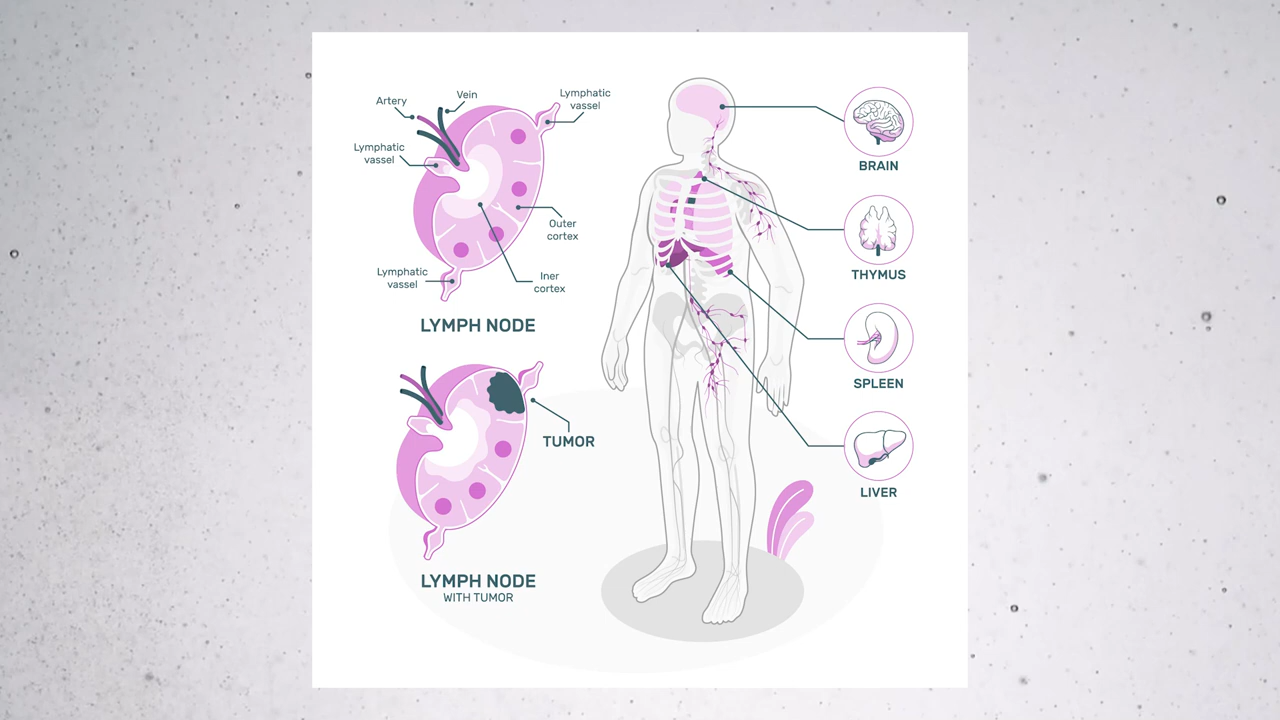 Artery
Vein
Lymphatic
vassel
Lymphatic
vassel
Outer
cortex
Lymphatic
vassel
Iner
cortex
LYMPH NODE
TUMOR
LYMPH NODE
WITH TUMOR
BRAIN
THYMUS
SPLEEN
LIVER